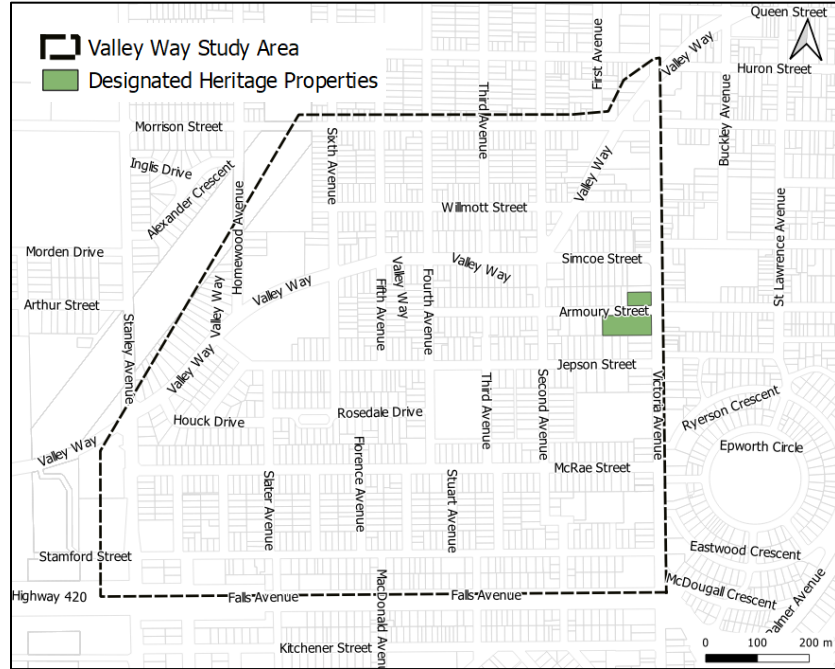 Valley Way Study Area
Designated Heritage Properties
Queen Street
Valley Way
Huron Street
First Avenue
Third Avenue
Buckley Avenue
Morrison Street
Sixth Avenue
Inglis Drive
Alexander Crescent
Homewood Avenue
Valley Way
Willmott Street
St Lawrence Avenue
Morden Drive
Simcoe Street
Valley Way
Valley Way
Valley Way
Fifth Avenue
Fourth Avenue
Arthur Street
Valley Way
Armoury Street
Stanley Avenue
Valley Way
Jepson Street
Third Avenue
Second Avenue
Victoria Avenue
Ryerson Crescent
Houck Drive
Rosedale Drive
Epworth Circle
Valley Way
Florence Avenue
McRae Street
Slater Avenue
Stuart Avenue
Stamford Street
Eastwood Crescent
McDougall Crescent
MacDonald Avenue
Highway 420
Falls Avenue
Falls Avenue
Palmer Avenue
Kitchener Street
0 100 200 m